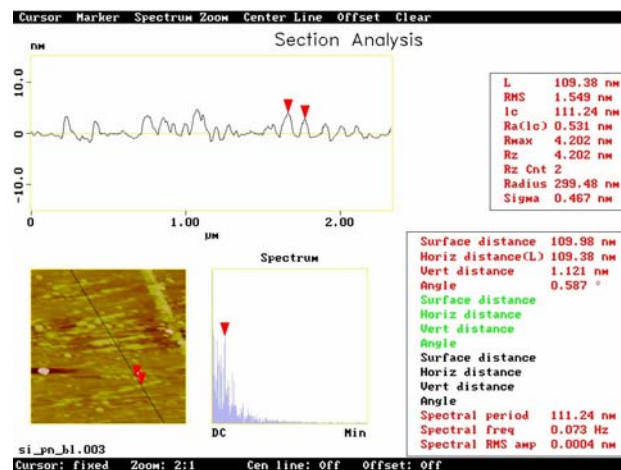 Cursor Marker Spectrum Zoom Center Line Offset Clear
Section Analysis
nm
10.0
0
-10.0
0 1.00 2.00
µm
L 109.38 nm
RMS 1.549 nm
lc 111.24 nm
Ra(lc) 0.531 nm
Rmax 4.202 nm
Rz 4.202 nm
Rz Cnt 2
Radius 299.48 nm
Sigma 0.467 nm
Spectrum
DC Min
Surface distance 109.98 nm
Horiz distance(L) 109.38 nm
Vert distance 1.121 nm
Angle 0.587 °
Surface distance
Horiz distance
Vert distance
Angle
Surface distance
Horiz distance
Vert distance
Angle
Spectral period 111.24 nm
Spectral freq 0.073 Hz
Spectral RMS amp 0.0004 nm
si_pn_bl.003
Cursor: fixed Zoom: 2:1 Cen line: Off Offset: Off